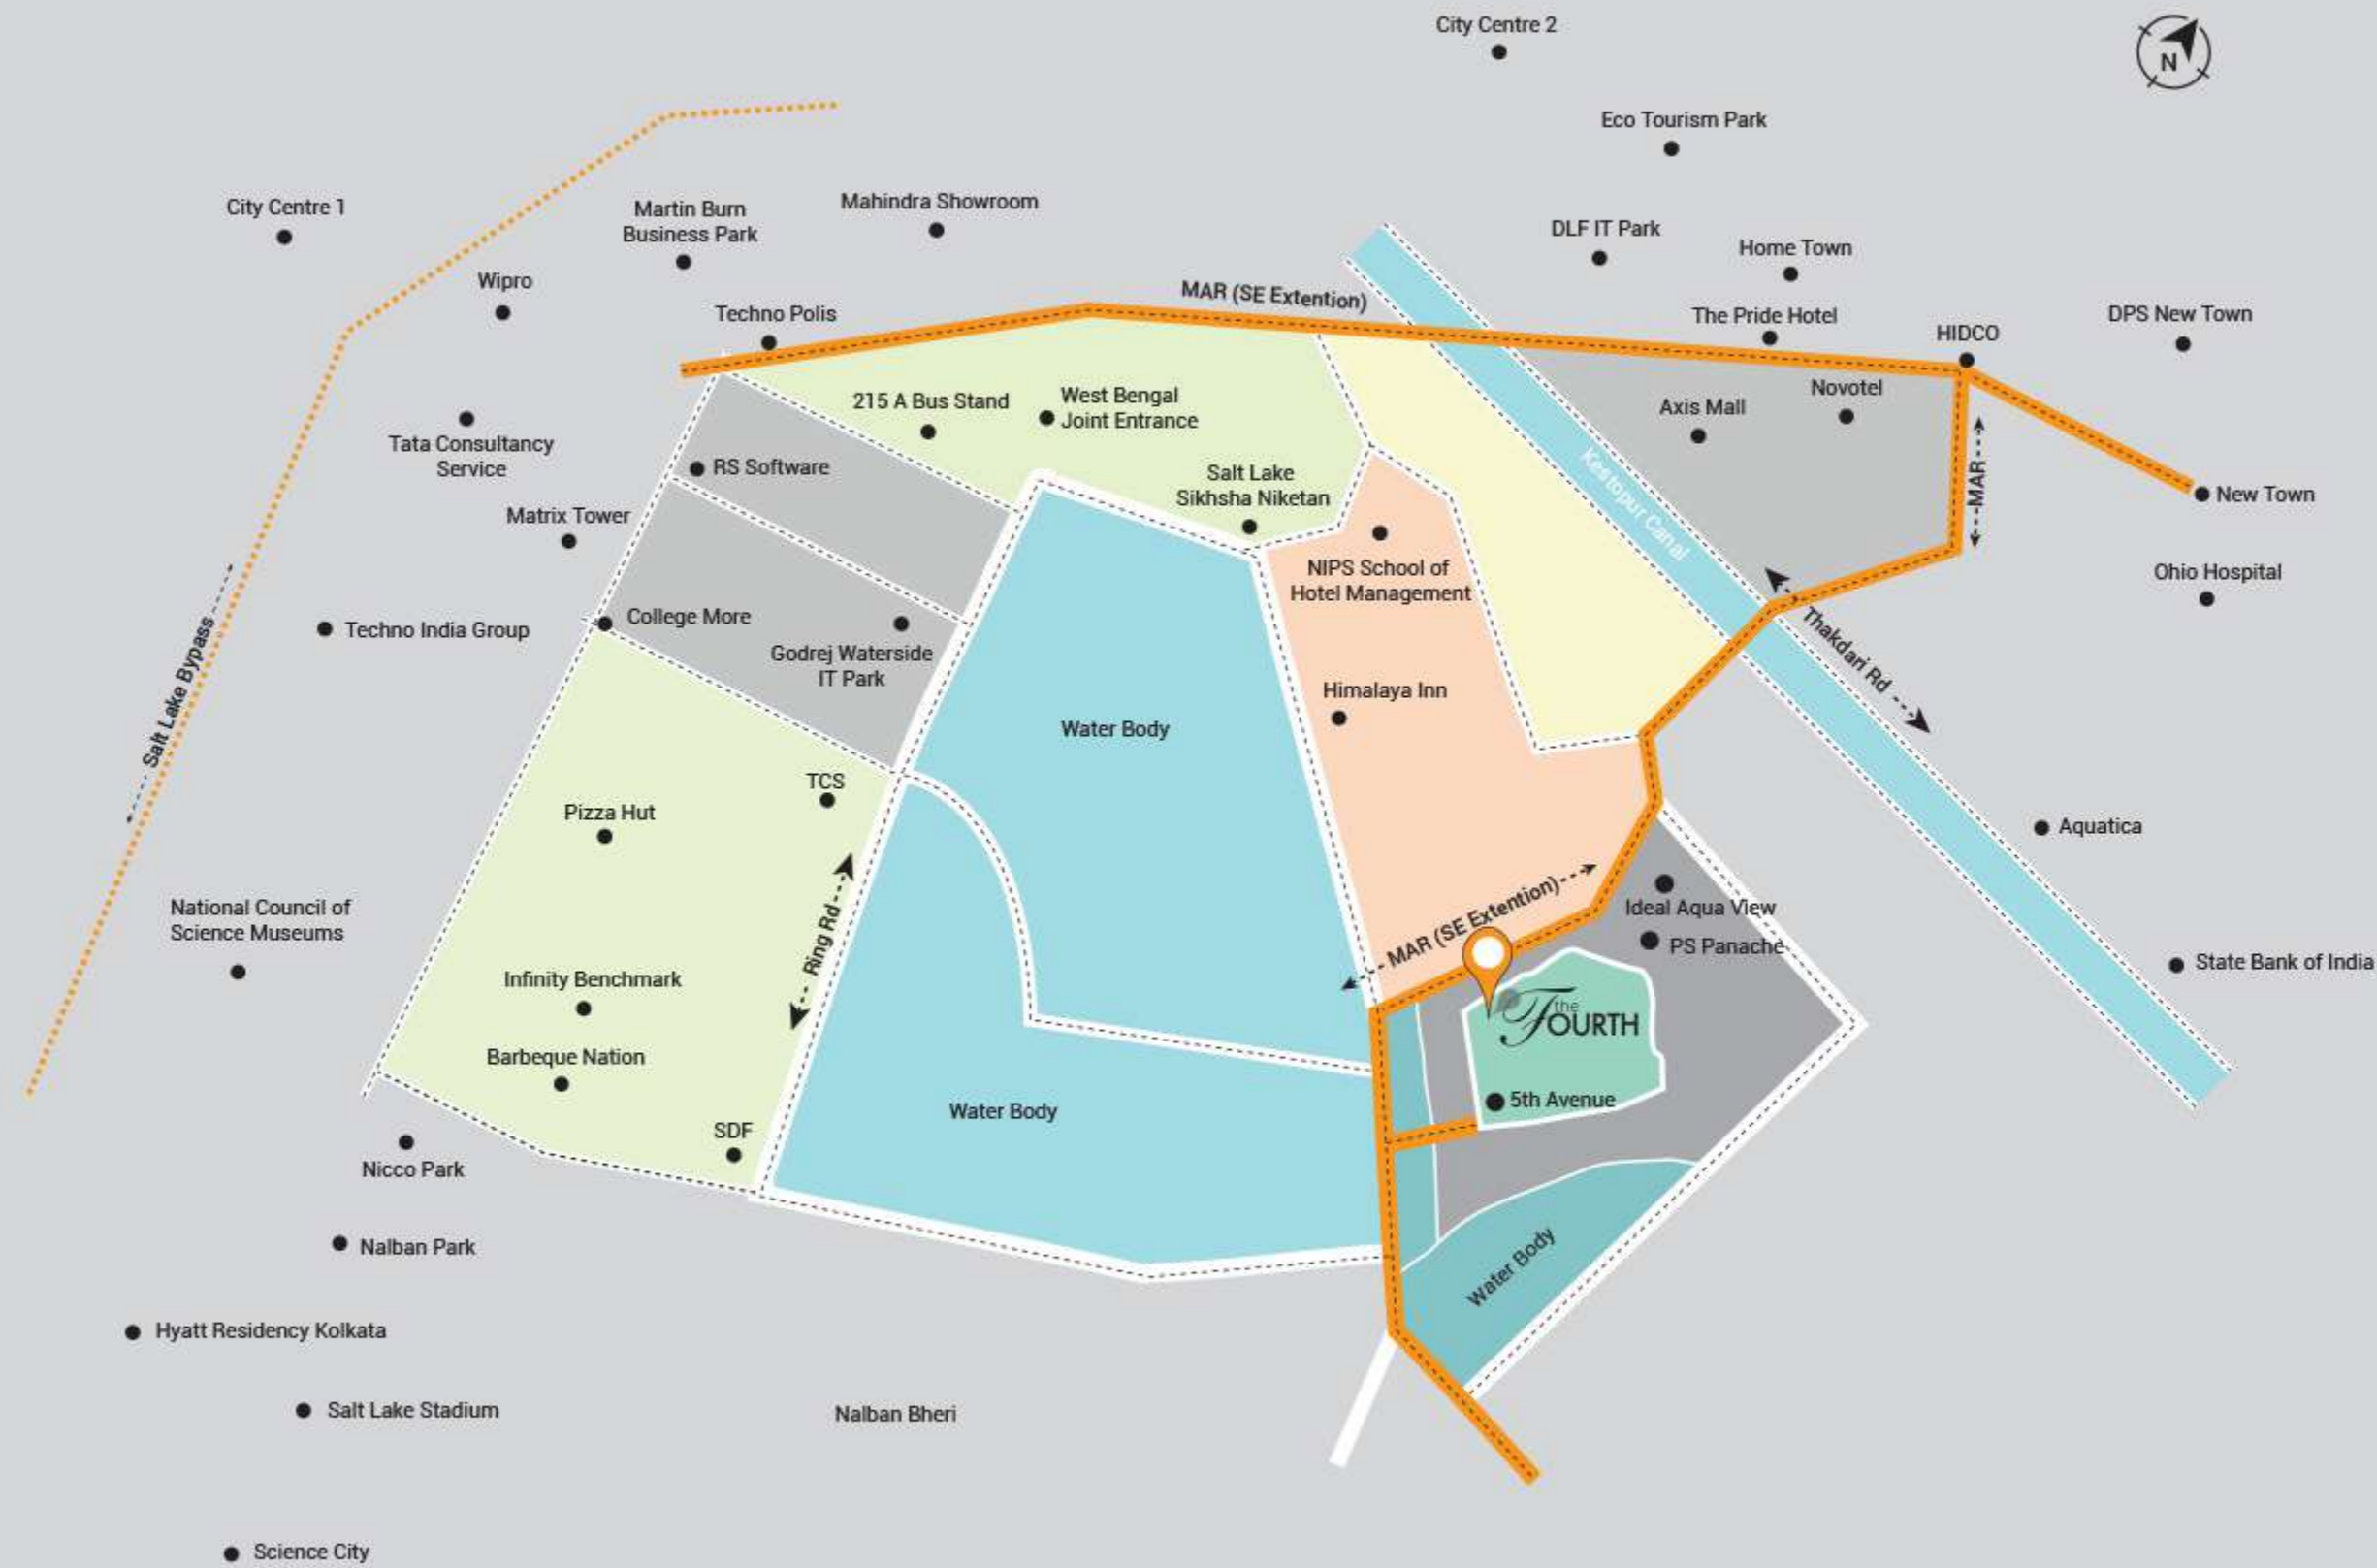 City Centre 2
N
Eco Tourism Park
City Centre 1
Martin Burn
Business Park
Mahindra Showroom
DLF IT Park
Home Town
Wipro
MAR (SE Extention)
Techno Polis
The Pride Hotel
HIDCO
DPS New Town
215 A Bus Stand
West Bengal
Joint Entrance
Axis Mall
Novotel
Tata Consultancy
Service
RS Software
Salt Lake
Sikhsha Niketan
Kestopur Canal
MAR
New Town
Matrix Tower
NIPS School of
Hotel Management
Ohio Hospital
Techno India Group
College More
Godrej Waterside
IT Park
Thakdari Rd
Salt Lake Bypass
Himalaya Inn
Water Body
TCS
Pizza Hut
Aquatica
National Council of
Science Museums
Ring Rd
MAR (SE Extention)
Ideal Aqua View
PS Panache
State Bank of India
Infinity Benchmark
the
FOURTH
Barbeque Nation
5th Avenue
Water Body
SDF
Nicco Park
Nalban Park
Water Body
Hyatt Residency Kolkata
Salt Lake Stadium
Nalban Bheri
Science City